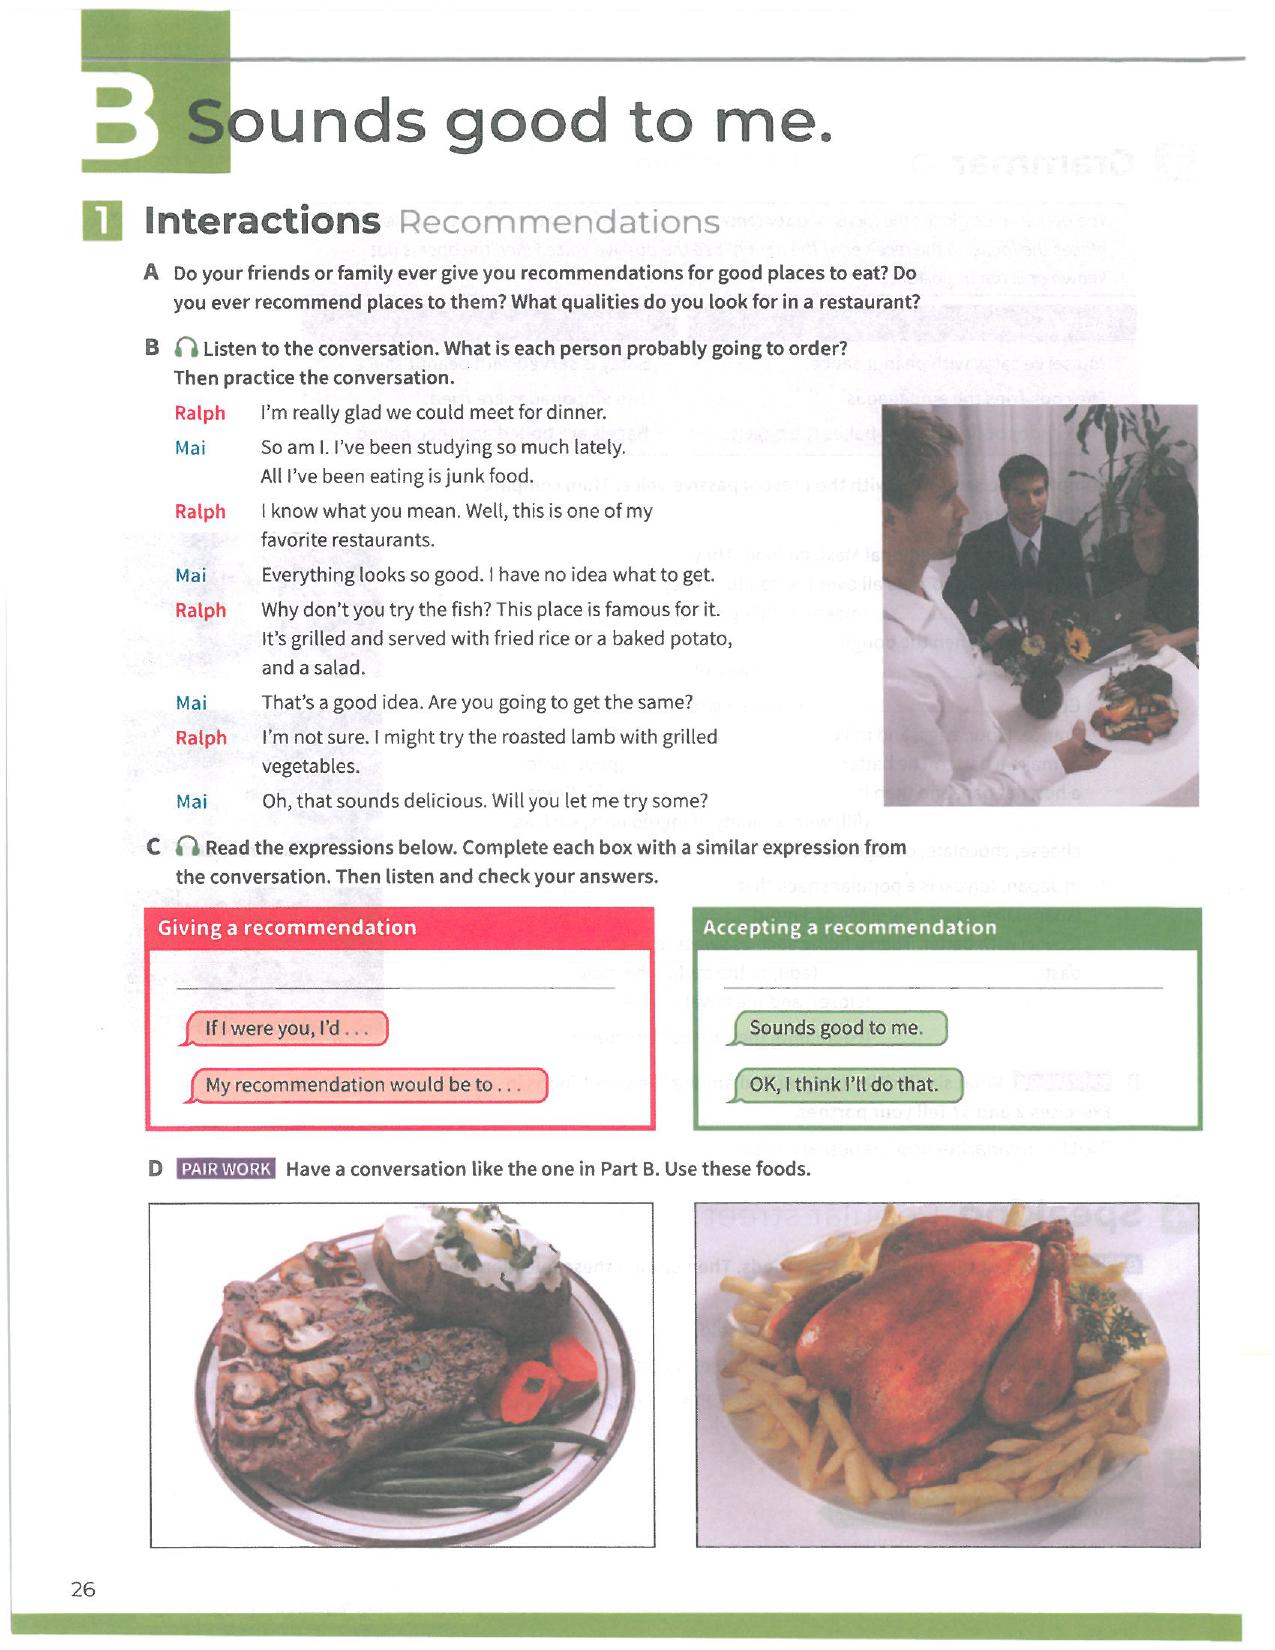 B Sounds good to me.
1 Interactions Recommendations
A Do your friends or family ever give you recommendations for good places to eat? Do
you ever recommend places to them? What qualities do you look for in a restaurant?
B Listen to the conversation. What is each person probably going to order?
Then practice the conversation.
Ralph I'm really glad we could meet for dinner.
Mai So am I. I've been studying so much lately.
All I've been eating is junk food.
Ralph I know what you mean. Well, this is one of my
favorite restaurants.
Mai Everything looks so good. I have no idea what to get.
Ralph Why don't you try the fish? This place is famous for it.
It's grilled and served with fried rice or a baked potato,
and a salad.
Mai That's a good idea. Are you going to get the same?
Ralph I'm not sure. I might try the roasted lamb with grilled
vegetables.
Mai Oh, that sounds delicious. Will you let me try some?
C Read the expressions below. Complete each box with a similar expression from
the conversation. Then listen and check your answers.
Giving a recommendation
If I were you, I'd . . .
My recommendation would be to . . .
Accepting a recommendation
Sounds good to me.
OK, I think I'll do that.
D PAIR WORK Have a conversation like the one in Part B. Use these foods.
26